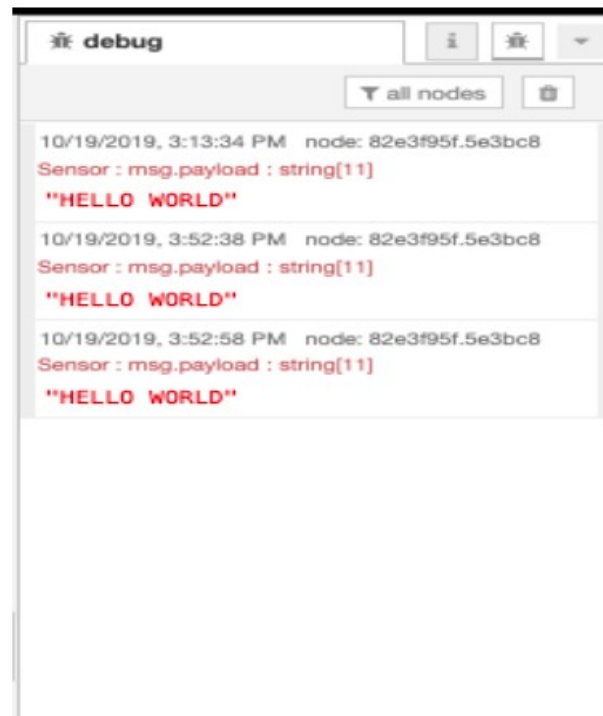 debug
i
all nodes
10/19/2019, 3:13:34 PM node: 82e3f95f.5e3bc8
Sensor : msg.payload : string[11]
"HELLO WORLD"
10/19/2019, 3:52:38 PM node: 82e3f95f.5e3bc8
Sensor : msg.payload : string[11]
"HELLO WORLD"
10/19/2019, 3:52:58 PM node: 82e3f95f.5e3bc8
Sensor : msg.payload : string[11]
"HELLO WORLD"